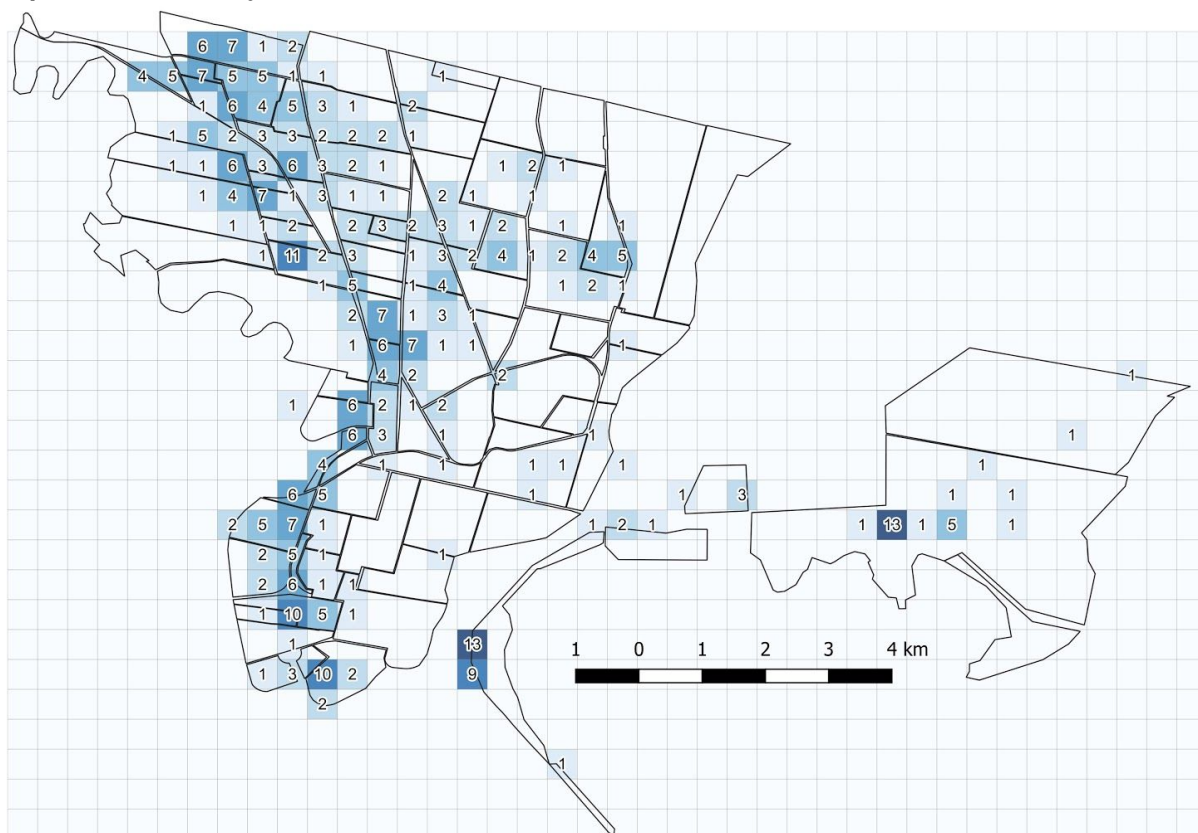 6 7 1 2
4 5 7 5 5 1 1 1
1 6 4 5 3 1 2
1 5 2 3 3 2 2 2 1
1 1 6 3 6 3 2 1 1 2 1
1 4 7 1 3 1 1 2 1 1
1 1 2 2 3 2 3 1 2 1 1
1 11 2 3 1 3 2 4 1 2 4 5
1 5 1 4 1 2 1
2 7 1 3 1
1 6 7 1 1 1
4 2 2 1
1 6 2 1 2
6 3 1 1 1
4 1 1 1 1 1 1
6 5 1 1 3 1 1
2 5 7 1 1 2 1 1 13 1 5 1
2 5 1 1
2 6 1 1
1 10 5 1
1 13
1 0 1 2 3 4 km
1 3 10 2 9
2
1